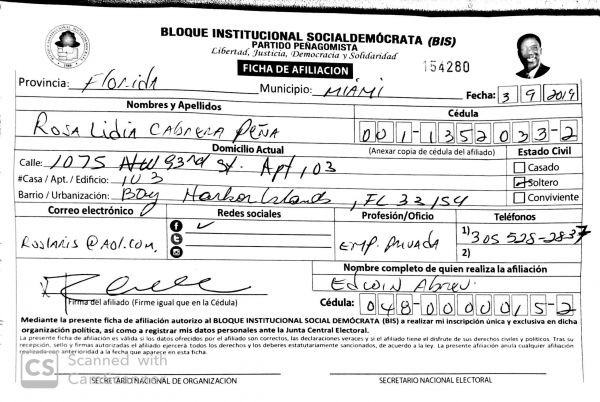 BLOQUE INSTITUCIONAL SOCIALDEMÓCRATA (BIS)
PARTIDO PEÑAGOMISTA
Libertad, Justicia, Democracia y Solidaridad
FICHA DE AFILIACION
154280
Provincia: Florida Municipio: MIAMI Fecha: 3 9 2019
Nombres y Apellidos Cédula
Rosa Lidia CABRERA PEÑA 001-1352033-2
Domicilio Actual (Anexar copia de cédula del afiliado) Estado Civil
Calle: 1075 NW 93rd St. Apt, 03 Casado
#Casa / Apt. / Edificio: 103 Soltero
Barrio / Urbanización: BAY Harbor Islands, FL 33154 Conviviente
Correo electrónico Redes sociales Profesión/Oficio Teléfonos
Roslaris@AOL.COM. EMP. PRIVADA 1) 305 528-2837
2)
Nombre completo de quien realiza la afiliación
Edwin Abreu
Firma del afiliado (Firme igual que en la Cédula) Cédula: 048-0000015-2
Mediante la presente ficha de afiliación autorizo al BLOQUE INSTITUCIONAL SOCIAL DEMÓCRATA (BIS) a realizar mi inscripción única y exclusiva en dicha
organización política, así como a registrar mis datos personales ante la Junta Central Electoral.
La presente ficha de afiliación es válida si los datos ofrecidos por el afiliado son correctos, las declaraciones veraces y si el afiliado tiene el disfrute de sus derechos civiles y políticos. Tras su
recepción, sello y firmas autorizadas el afiliado ejercerá todos los derechos y los deberes estatutariamente sancionados, de acuerdo a la ley. La presente afiliación anula cualquier afiliación
realizada con anterioridad a la fecha que aparece en esta ficha.
CS Scanned with
CamScanner
SECRETARIO NACIONAL DE ORGANIZACIÓN SECRETARIO NACIONAL ELECTORAL